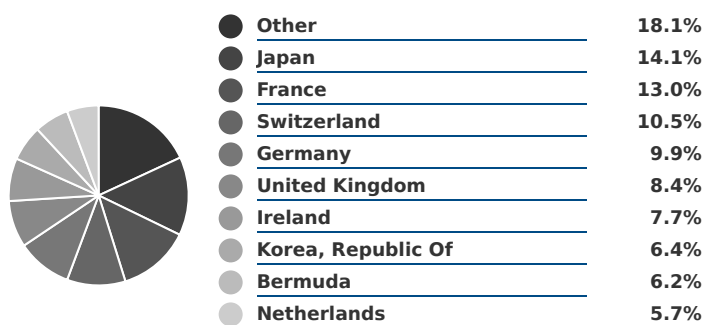 Other 18.1%
Japan 14.1%
France 13.0%
Switzerland 10.5%
Germany 9.9%
United Kingdom 8.4%
Ireland 7.7%
Korea, Republic Of 6.4%
Bermuda 6.2%
Netherlands 5.7%